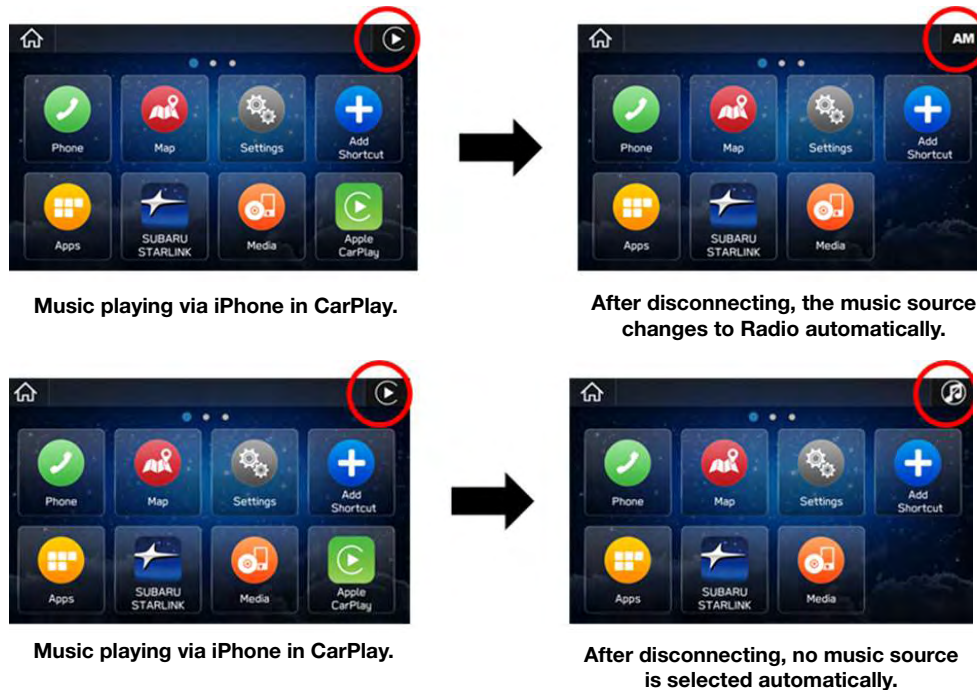 AM
Phone
Map
Settings
Add
Shortcut
Apps
SUBARU
STARLINK
Media
Apple
CarPlay
Music playing via iPhone in CarPlay.
Phone
Map
Settings
Add
Shortcut
Apps
SUBARU
STARLINK
Media
After disconnecting, the music source
changes to Radio automatically.
Phone
Map
Settings
Add
Shortcut
Apps
SUBARU
STARLINK
Media
Apple
CarPlay
Music playing via iPhone in CarPlay.
Phone
Map
Settings
Add
Shortcut
Apps
SUBARU
STARLINK
Media
After disconnecting, no music source
is selected automatically.